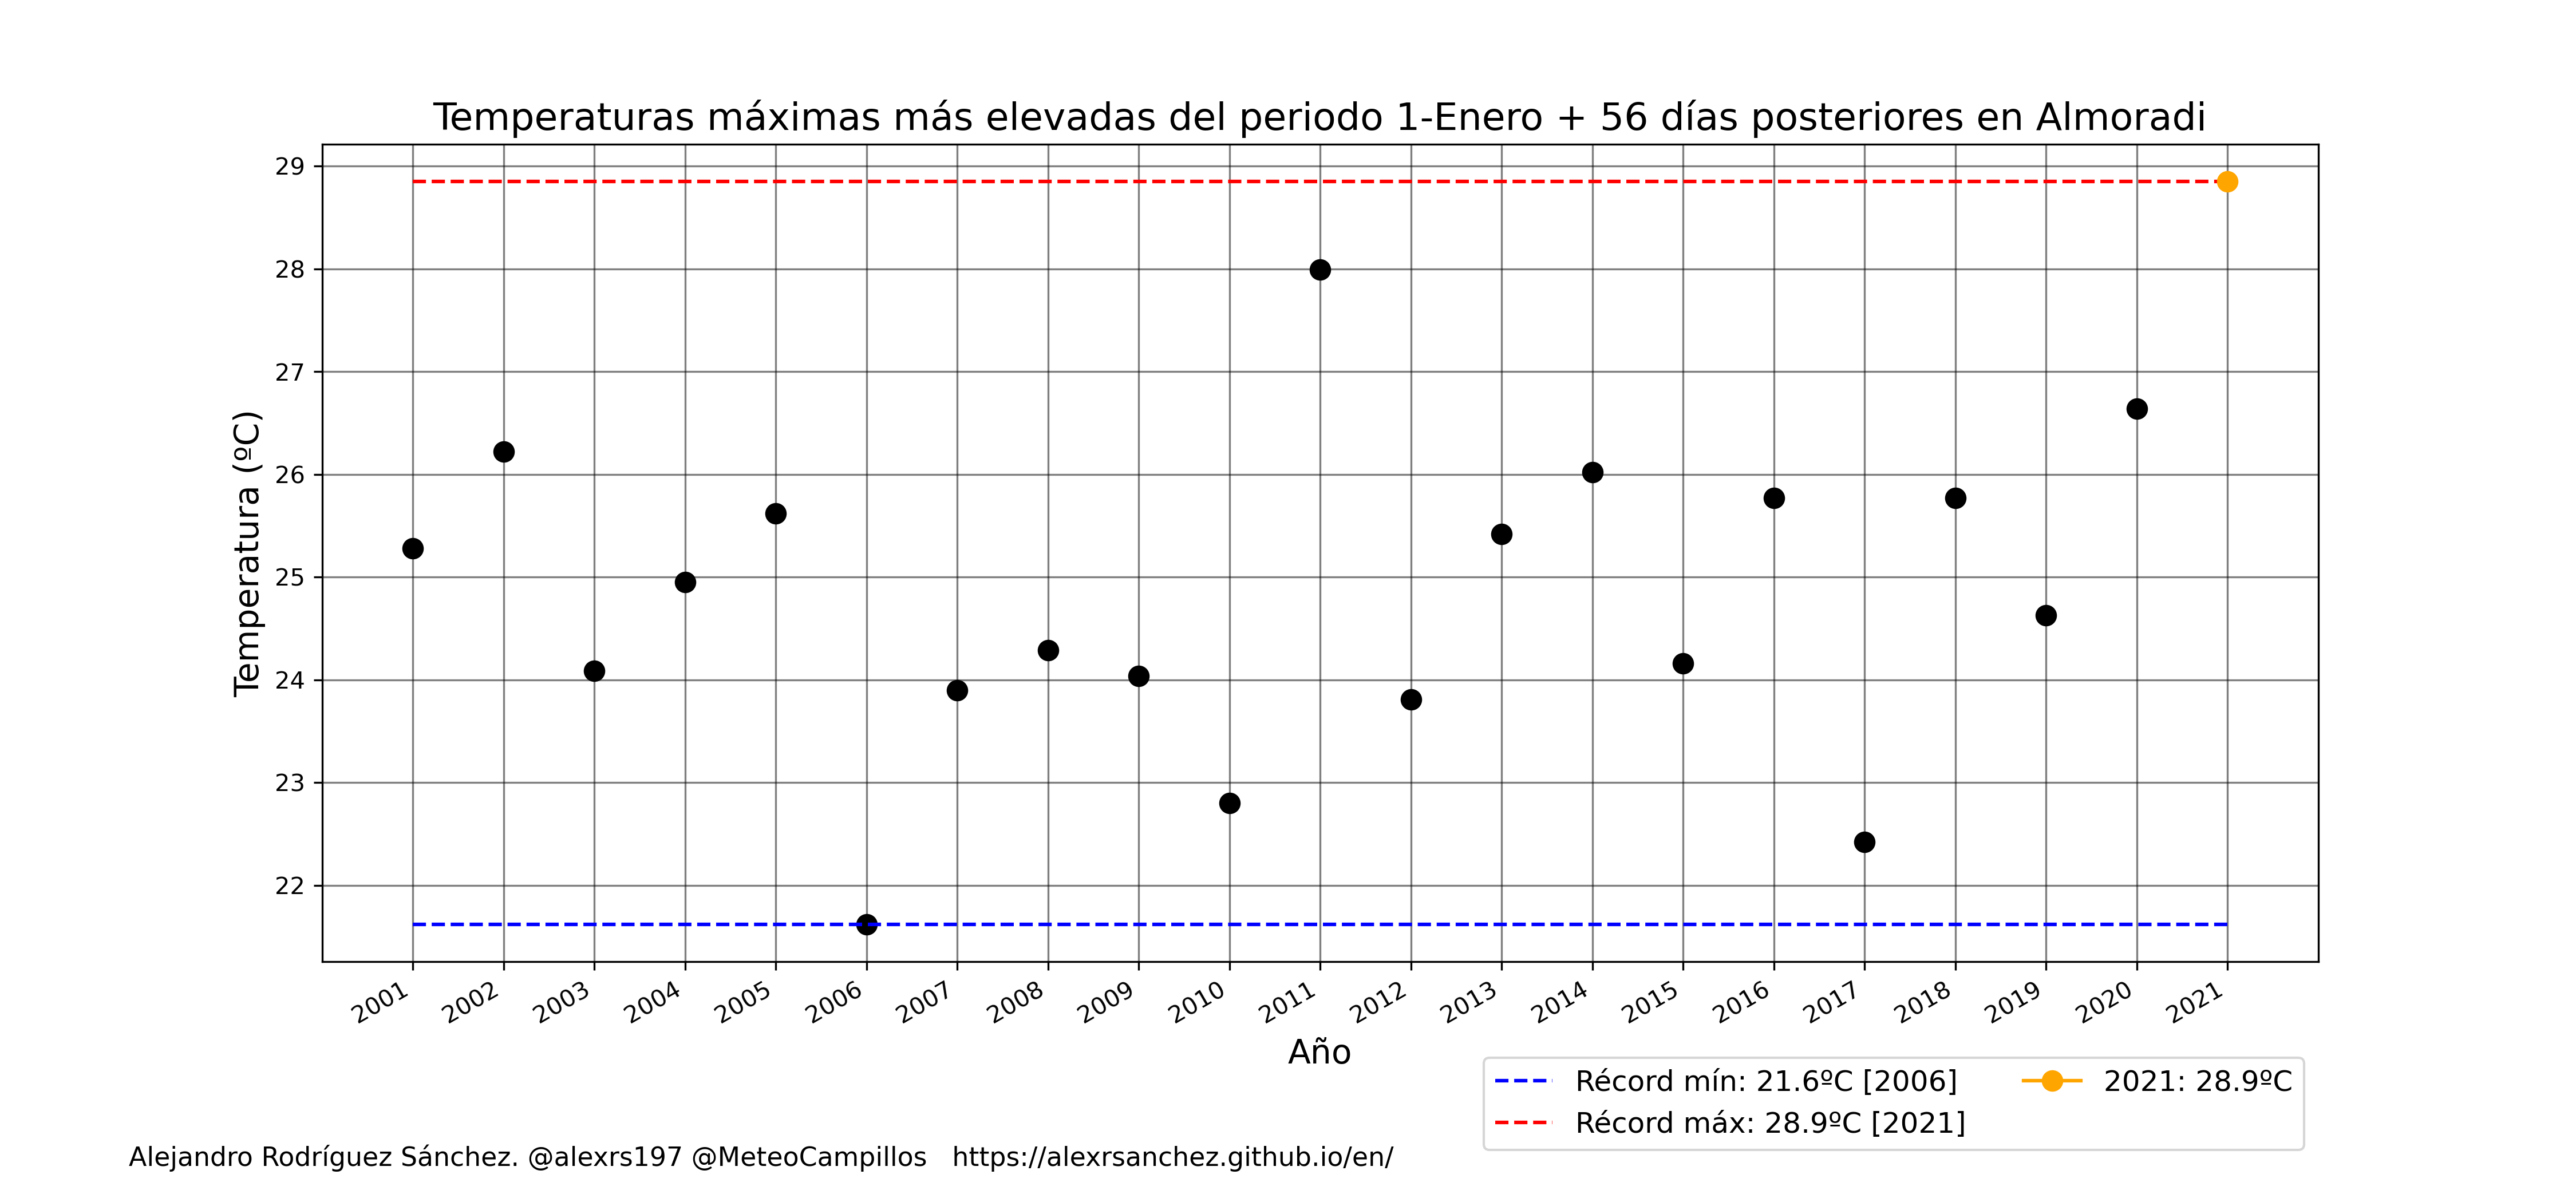 Temperaturas máximas más elevadas del periodo 1-Enero + 56 días posteriores en Almoradi
Temperatura (ºC)
29
28
27
26
25
24
23
22
2001 2002 2003 2004 2005 2006 2007 2008 2009 2010 2011 2012 2013 2014 2015 2016 2017 2018 2019 2020 2021
Año
Récord mín: 21.6ºC [2006]
Récord máx: 28.9ºC [2021]
2021: 28.9ºC
Alejandro Rodríguez Sánchez. @alexrs197 @MeteoCampillos https://alexrsanchez.github.io/en/